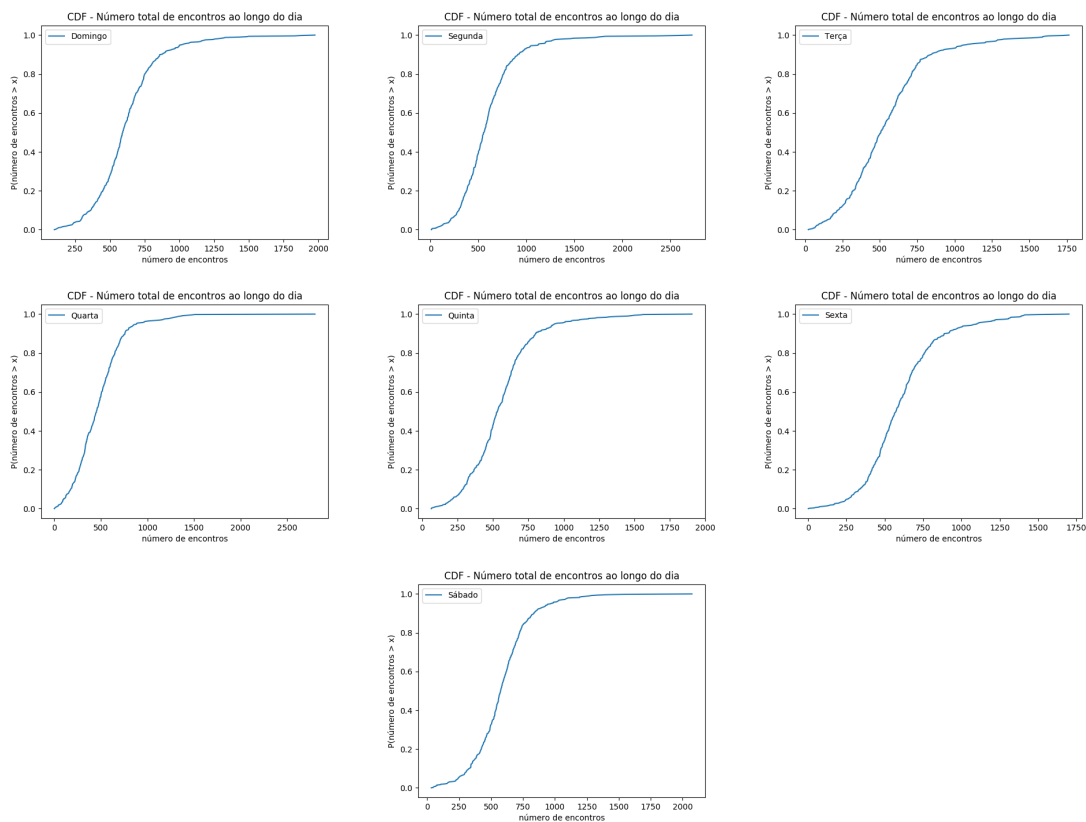 CDF - Número total de encontros ao longo do dia
Domingo
P(número de encontros > x)
1.0
0.8
0.6
0.4
0.2
0.0
250 500 750 1000 1250 1500 1750 2000
número de encontros
CDF - Número total de encontros ao longo do dia
Segunda
P(número de encontros > x)
1.0
0.8
0.6
0.4
0.2
0.0
0 500 1000 1500 2000 2500
número de encontros
CDF - Número total de encontros ao longo do dia
Terça
P(número de encontros > x)
1.0
0.8
0.6
0.4
0.2
0.0
0 250 500 750 1000 1250 1500 1750
número de encontros
CDF - Número total de encontros ao longo do dia
Quarta
P(número de encontros > x)
1.0
0.8
0.6
0.4
0.2
0.0
0 500 1000 1500 2000 2500
número de encontros
CDF - Número total de encontros ao longo do dia
Quinta
P(número de encontros > x)
1.0
0.8
0.6
0.4
0.2
0.0
0 250 500 750 1000 1250 1500 1750 2000
número de encontros
CDF - Número total de encontros ao longo do dia
Sexta
P(número de encontros > x)
1.0
0.8
0.6
0.4
0.2
0.0
0 250 500 750 1000 1250 1500 1750
número de encontros
CDF - Número total de encontros ao longo do dia
Sábado
P(número de encontros > x)
1.0
0.8
0.6
0.4
0.2
0.0
0 250 500 750 1000 1250 1500 1750 2000
número de encontros